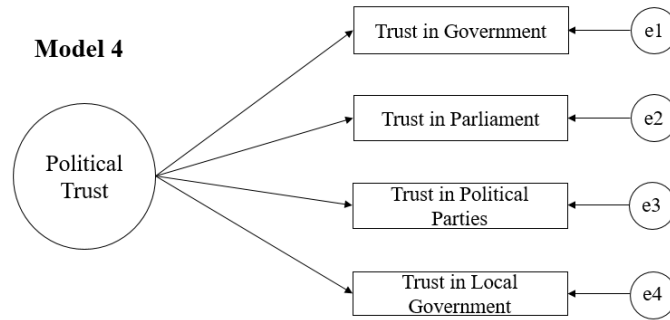 Model 4
Political
Trust
Trust in Government
e1
Trust in Parliament
e2
Trust in Political
Parties
e3
Trust in Local
Government
e4